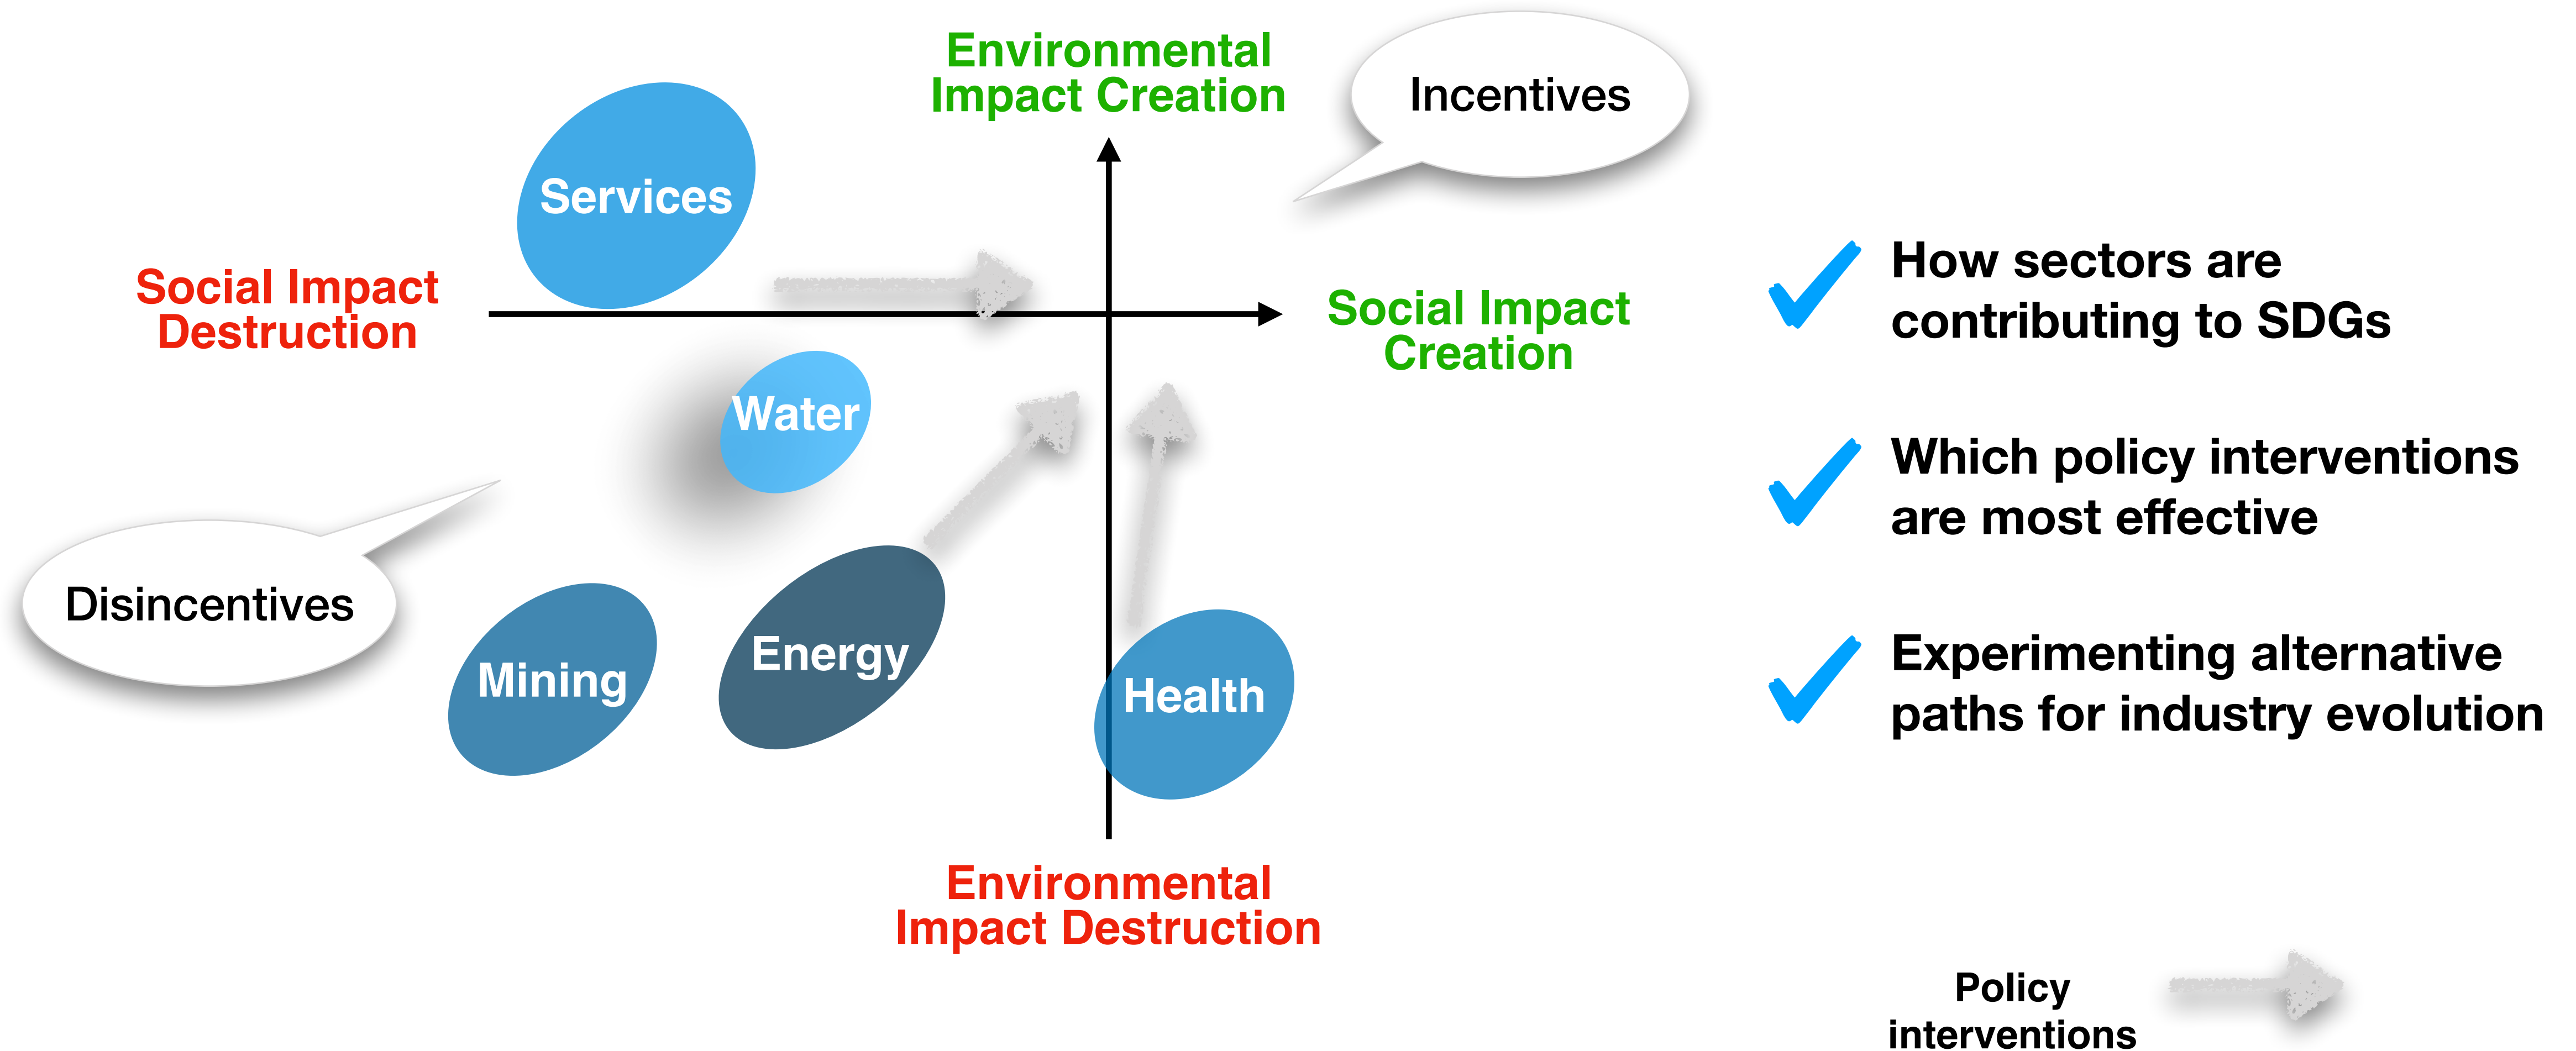 Environmental
Impact Creation
Incentives
Services
Social Impact
Destruction
Social Impact
Creation
Water
Disincentives
Mining
Energy
Health
Environmental
Impact Destruction
How sectors are
contributing to SDGs
Which policy interventions
are most effective
Experimenting alternative
paths for industry evolution
Policy
interventions